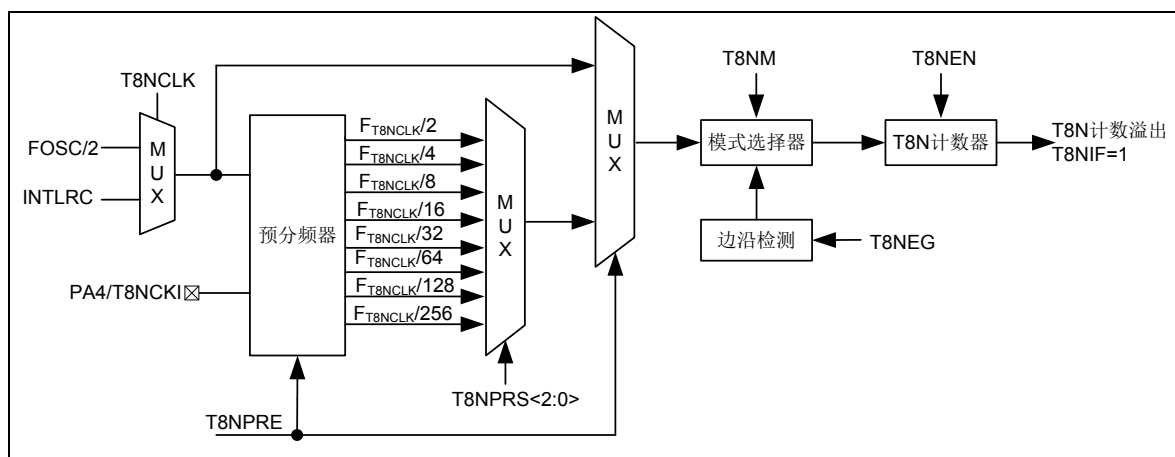 T8NCLK
FOSC/2
INTLRC
MUX
PA4/T8NCKI
预分频器
F_T8NCLK/2
F_T8NCLK/4
F_T8NCLK/8
F_T8NCLK/16
F_T8NCLK/32
F_T8NCLK/64
F_T8NCLK/128
F_T8NCLK/256
MUX
T8NPRS<2:0>
T8NPRE
MUX
T8NM
模式选择器
边沿检测
T8NEG
T8NEN
T8N计数器
T8N计数溢出
T8NIF=1